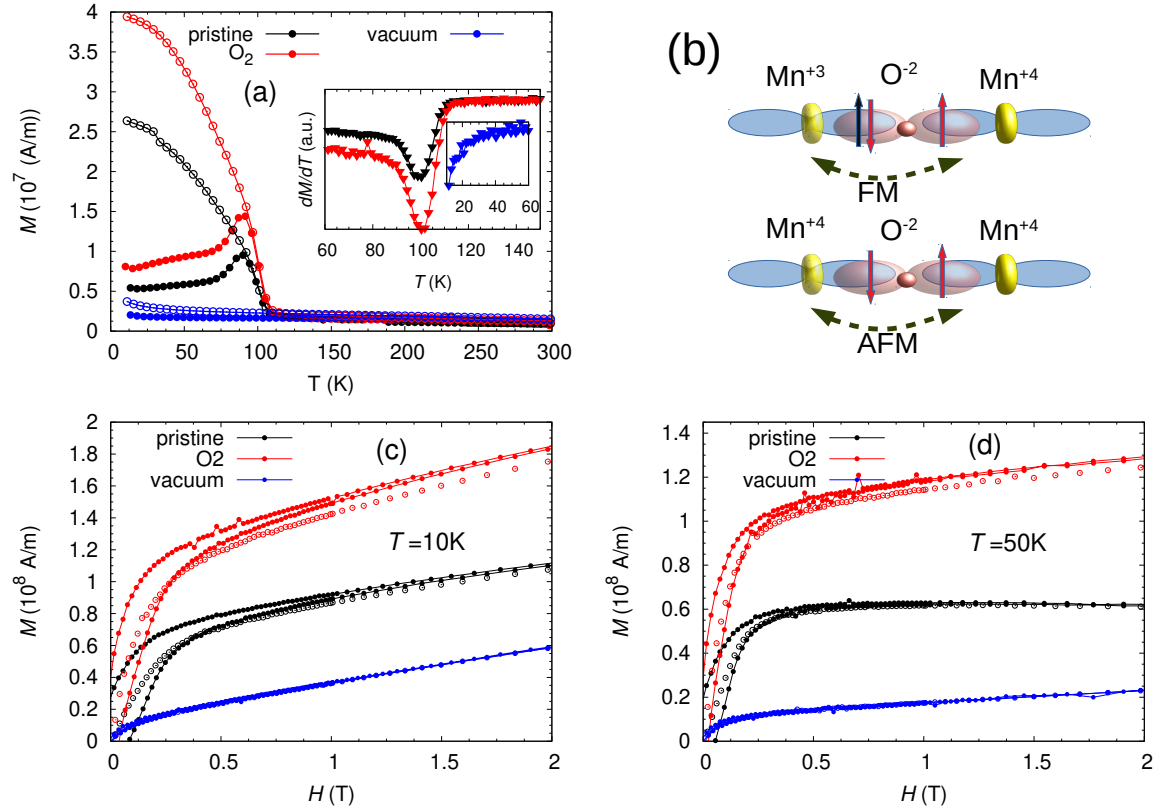 pristine
O2
vacuum
(a)
M (10^7 (A/m))
4
3.5
3
2.5
2
1.5
1
0.5
0
0 50 100 150 200 250 300
T (K)
dM/dT (a.u.)
60 80 100 120 140
T (K)
20 40 60
(b)
Mn+3 O-2 Mn+4
FM
Mn+4 O-2 Mn+4
AFM
pristine
O2
vacuum
(c)
T =10K
M (10^8 A/m)
2
1.8
1.6
1.4
1.2
1
0.8
0.6
0.4
0.2
0
0 0.5 1 1.5 2
H (T)
pristine
O2
vacuum
(d)
T =50K
M (10^8 A/m)
1.4
1.2
1
0.8
0.6
0.4
0.2
0
0 0.5 1 1.5 2
H (T)